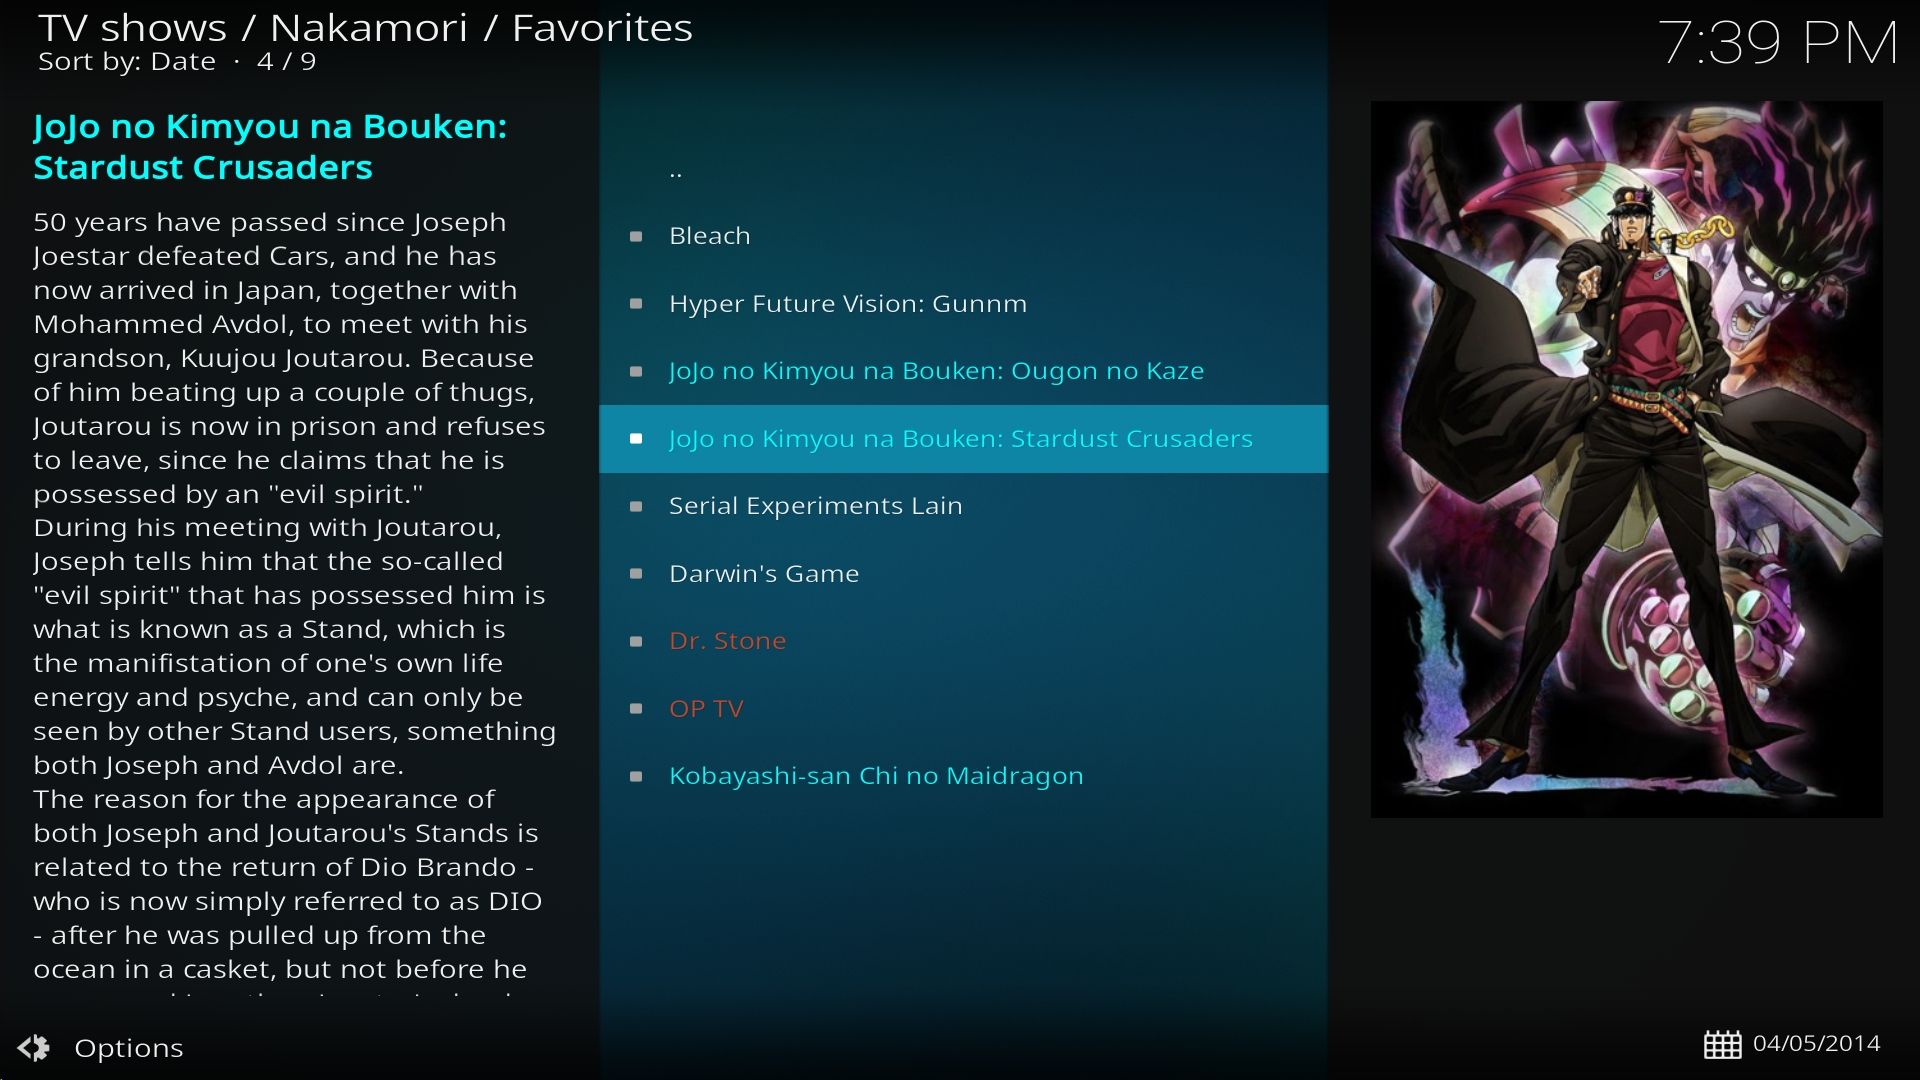 TV shows / Nakamori / Favorites
Sort by: Date · 4 / 9
7:39 PM
JoJo no Kimyou na Bouken:
Stardust Crusaders
50 years have passed since Joseph
Joestar defeated Cars, and he has
now arrived in Japan, together with
Mohammed Avdol, to meet with his
grandson, Kuujou Joutarou. Because
of him beating up a couple of thugs,
Joutarou is now in prison and refuses
to leave, since he claims that he is
possessed by an "evil spirit."
During his meeting with Joutarou,
Joseph tells him that the so-called
"evil spirit" that has possessed him is
what is known as a Stand, which is
the manifistation of one's own life
energy and psyche, and can only be
seen by other Stand users, something
both Joseph and Avdol are.
The reason for the appearance of
both Joseph and Joutarou's Stands is
related to the return of Dio Brando -
who is now simply referred to as DIO
- after he was pulled up from the
ocean in a casket, but not before he
..
Bleach
Hyper Future Vision: Gunnm
JoJo no Kimyou na Bouken: Ougon no Kaze
JoJo no Kimyou na Bouken: Stardust Crusaders
Serial Experiments Lain
Darwin's Game
Dr. Stone
OP TV
Kobayashi-san Chi no Maidragon
Options
04/05/2014